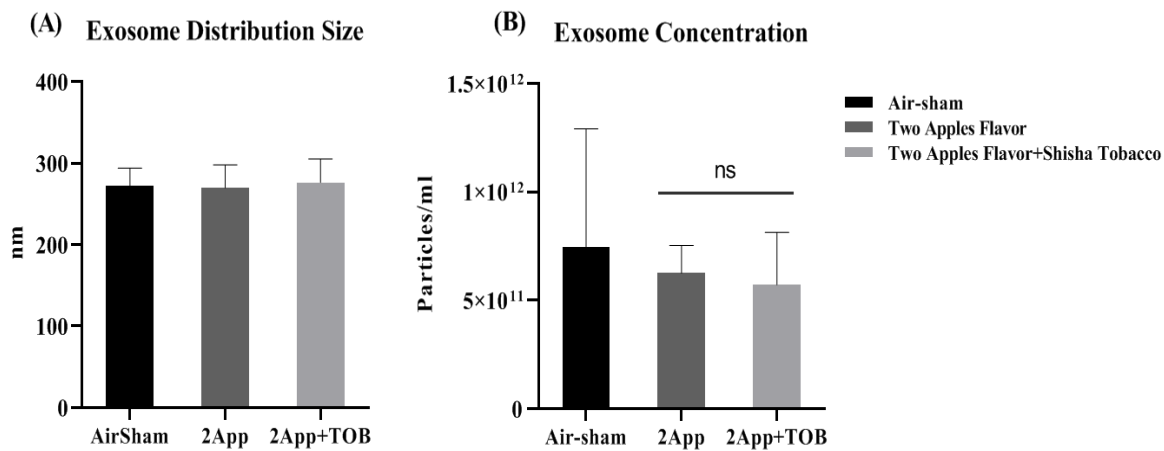 (A) Exosome Distribution Size
400
300
200
100
0
nm
AirSham 2App 2App+TOB
(B) Exosome Concentration
1.5×10¹²
1×10¹²
5×10¹¹
0
Particles/ml
ns
Air-sham 2App 2App+TOB
Air-sham
Two Apples Flavor
Two Apples Flavor+Shisha Tobacco